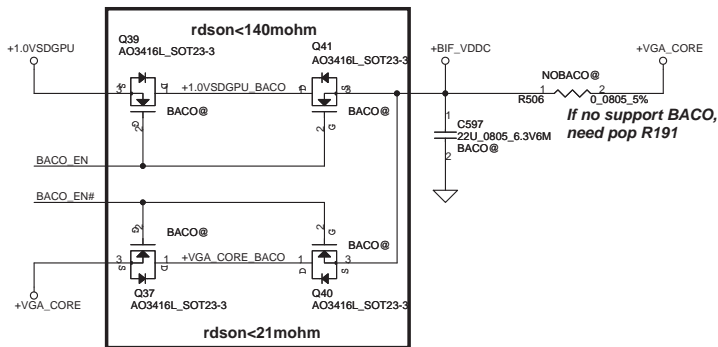 rdson<140mohm
Q39
AO3416L_SOT23-3
Q41
AO3416L_SOT23-3
+1.0VSDGPU
+BIF_VDDC
+VGA_CORE
3
S
1
D
+1.0VSDGPU_BACO
1
D
3
S
NOBACO@
1
2
R506
0_0805_5%
BACO@
BACO@
2
G
2
G
If no support BACO,
need pop R191
1
C597
22U_0805_6.3V6M
BACO@
2
BACO_EN
BACO_EN#
2
G
2
G
BACO@
BACO@
3
S
1
D
+VGA_CORE_BACO
1
D
3
S
+VGA_CORE
Q37
AO3416L_SOT23-3
Q40
AO3416L_SOT23-3
rdson<21mohm